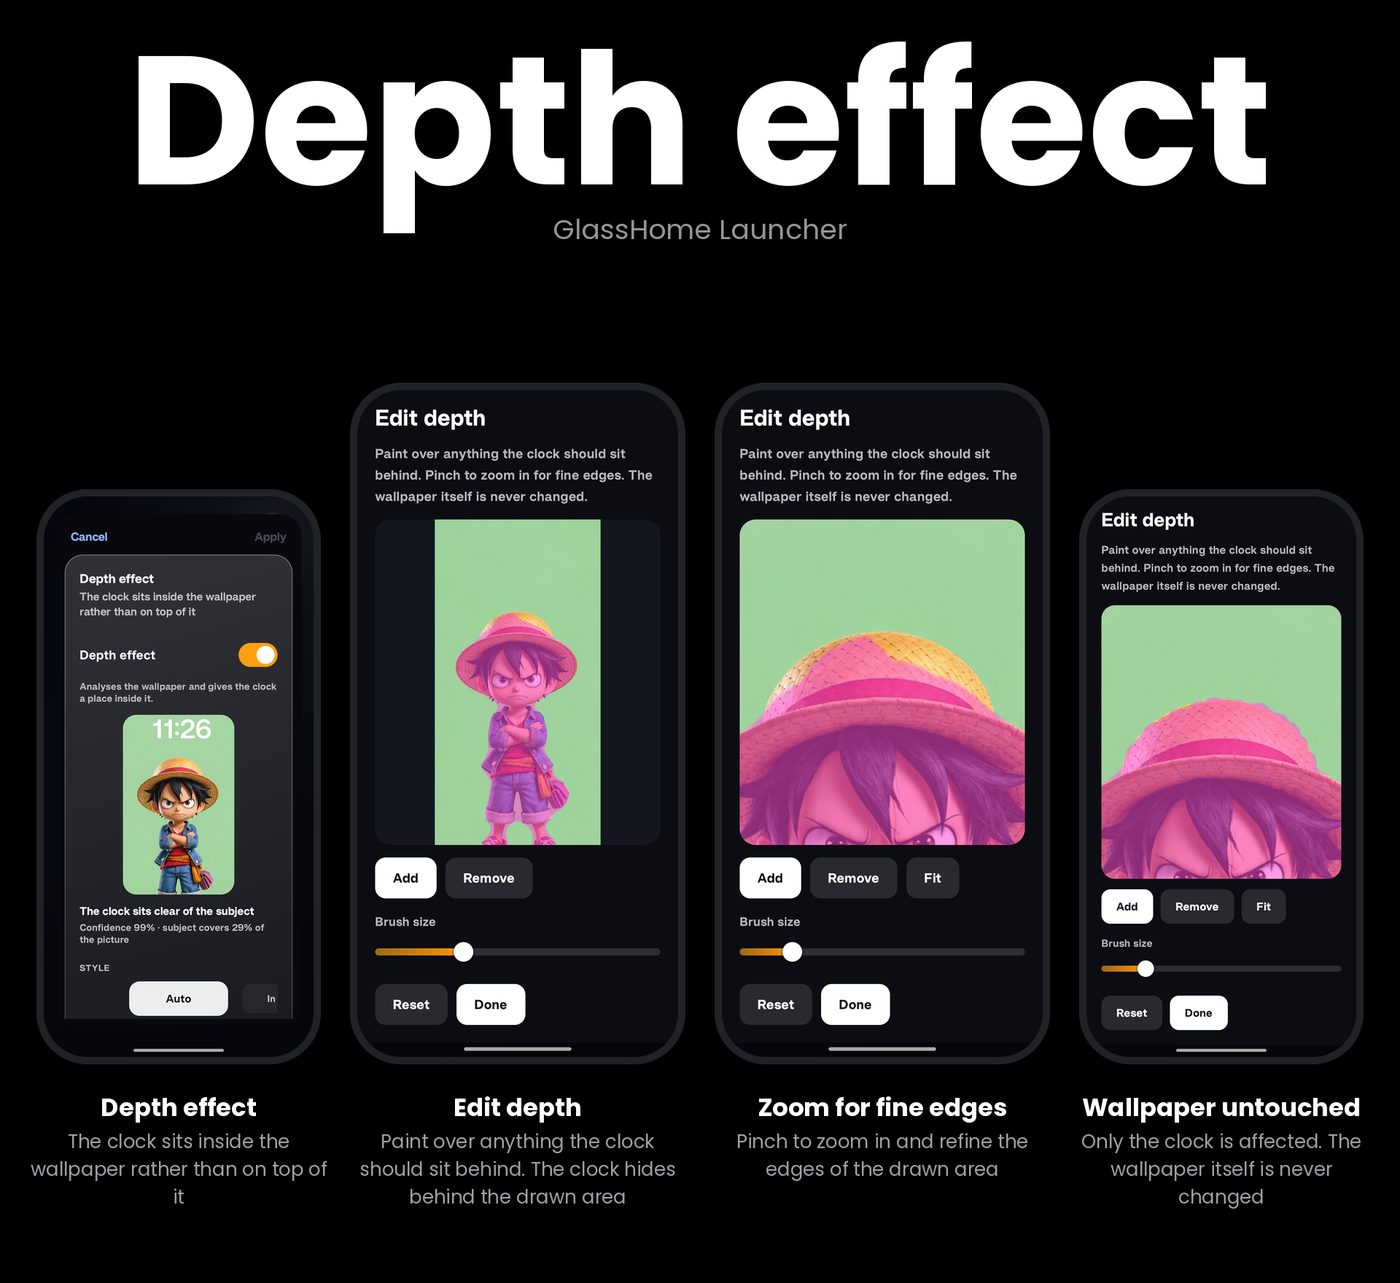 Depth effect
GlassHome Launcher
Cancel
Apply
Depth effect
The clock sits inside the wallpaper
rather than on top of it
Depth effect
Analyses the wallpaper and gives the clock
a place inside it.
11:26
The clock sits clear of the subject
Confidence 99% · subject covers 29% of
the picture
STYLE
Auto
In
Depth effect
The clock sits inside the
wallpaper rather than on top of
it
Edit depth
Paint over anything the clock should sit
behind. Pinch to zoom in for fine edges. The
wallpaper itself is never changed.
Add
Remove
Brush size
Reset
Done
Edit depth
Paint over anything the clock
should sit behind. The clock hides
behind the drawn area
Edit depth
Paint over anything the clock should sit
behind. Pinch to zoom in for fine edges. The
wallpaper itself is never changed.
Add
Remove
Fit
Brush size
Reset
Done
Zoom for fine edges
Pinch to zoom in and refine the
edges of the drawn area
Edit depth
Paint over anything the clock should sit
behind. Pinch to zoom in for fine edges. The
wallpaper itself is never changed.
Add
Remove
Fit
Brush size
Reset
Done
Wallpaper untouched
Only the clock is affected. The
wallpaper itself is never
changed